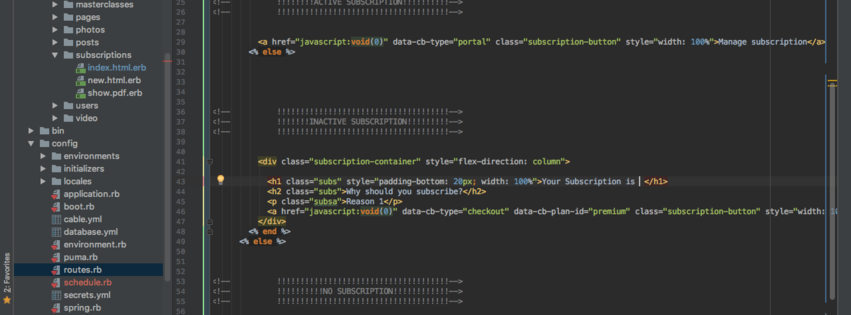 masterclasses
pages
photos
posts
subscriptions
index.html.erb
new.html.erb
show.pdf.erb
users
video
bin
config
environments
initializers
locales
application.rb
boot.rb
cable.yml
database.yml
environment.rb
puma.rb
routes.rb
schedule.rb
secrets.yml
spring.rb
2: Favorites
25 <!-- !!!!!!!!ACTIVE SUBSCRIPTION!!!!!!!!!!-->
26 <!-- !!!!!!!!!!!!!!!!!!!!!!!!!!!!!!!!!!!!!-->
27
28
29 <a href="javascript:void(0)" data-cb-type="portal" class="subscription-button" style="width: 100%">Manage subscription</a>
30 <% else %>
31
32
33
34
35
36 <!-- !!!!!!!!!!!!!!!!!!!!!!!!!!!!!!!!!!!!!-->
37 <!-- !!!!!!!INACTIVE SUBSCRIPTION!!!!!!!!!-->
38 <!-- !!!!!!!!!!!!!!!!!!!!!!!!!!!!!!!!!!!!!-->
39
40
41 <div class="subscription-container" style="flex-direction: column">
42
43 <h1 class="subs" style="padding-bottom: 20px; width: 100%">Your Subscription is </h1>
44 <h2 class="subs">Why should you subscribe?</h2>
45 <p class="subsa">Reason 1</p>
46 <a href="javascript:void(0)" data-cb-type="checkout" data-cb-plan-id="premium" class="subscription-button" style="width: 10
47 </div>
48 <% end %>
49 <% else %>
50
51
52
53 <!-- !!!!!!!!!!!!!!!!!!!!!!!!!!!!!!!!!!!!!-->
54 <!-- !!!!!!!!!!NO SUBSCRIPTION!!!!!!!!!!!!-->
55 <!-- !!!!!!!!!!!!!!!!!!!!!!!!!!!!!!!!!!!!!-->
56